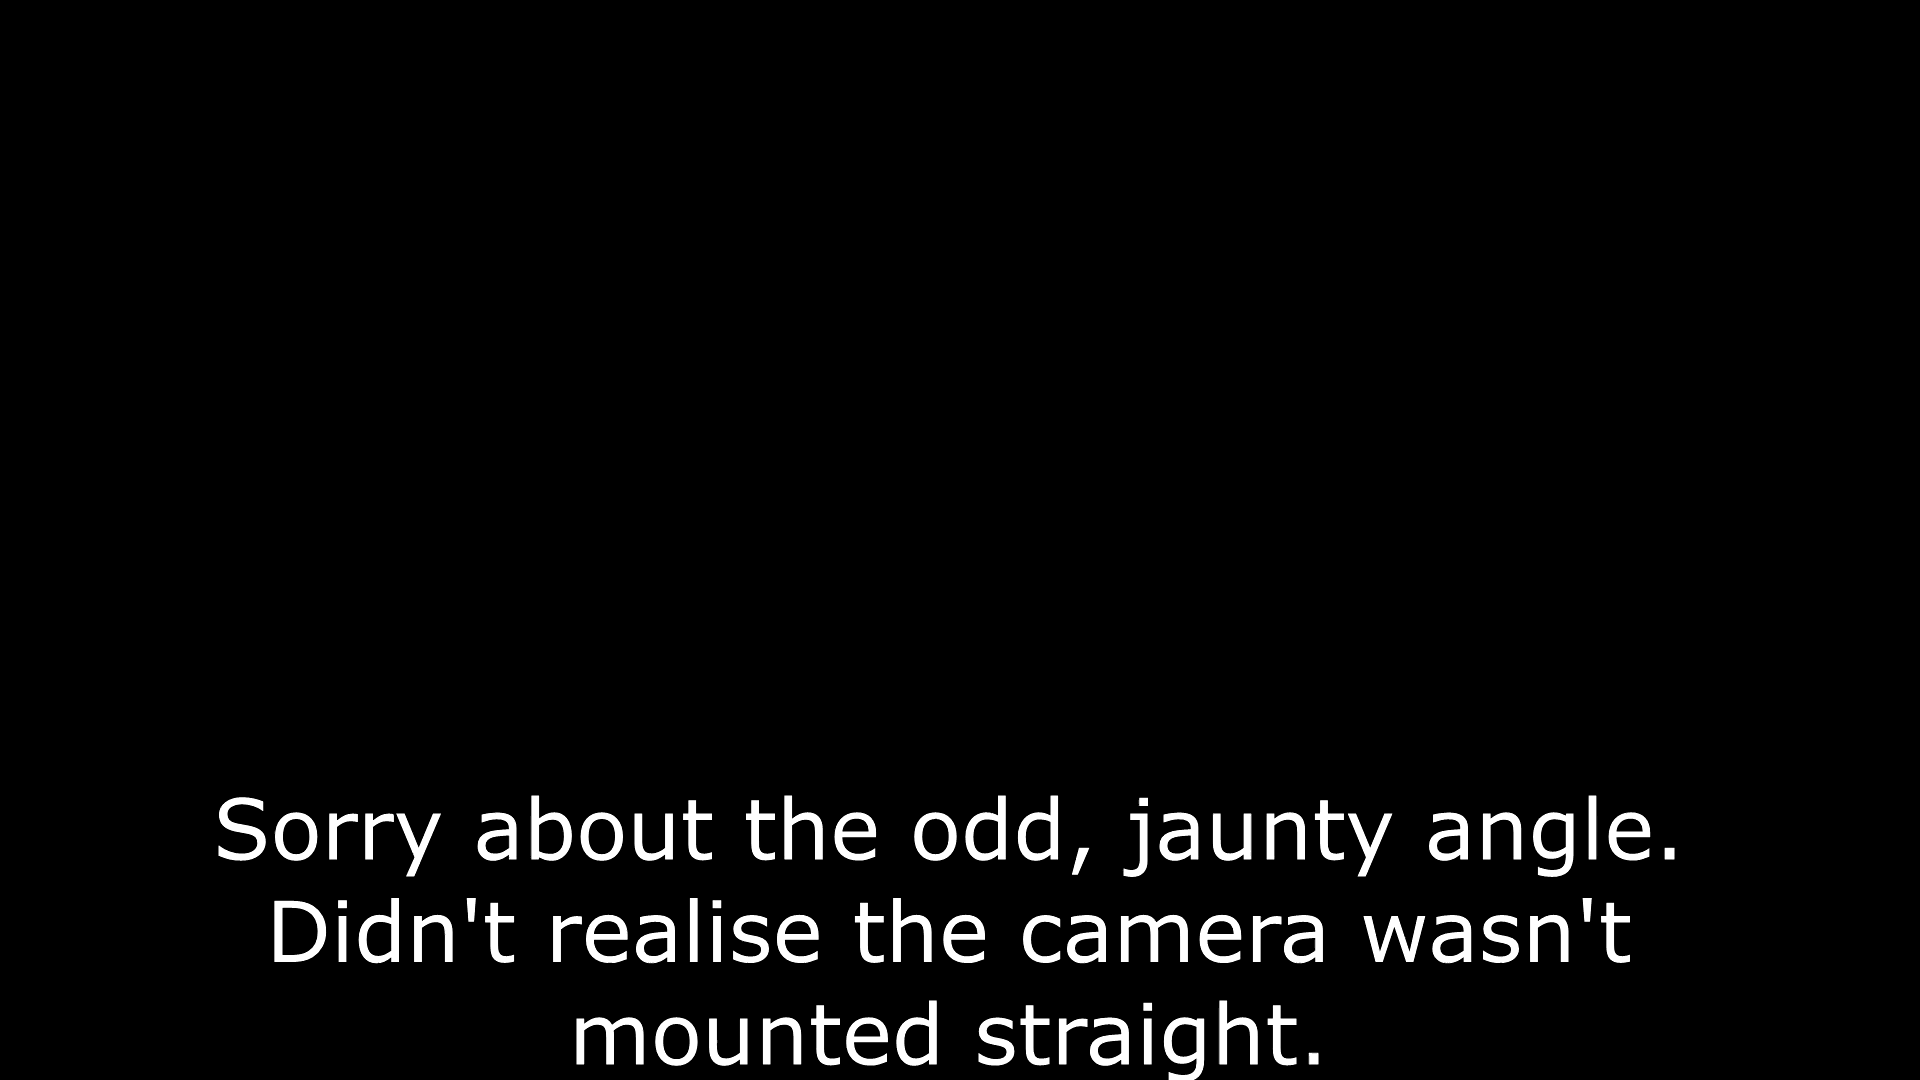 Sorry about the odd, jaunty angle.
Didn't realise the camera wasn't
mounted straight.